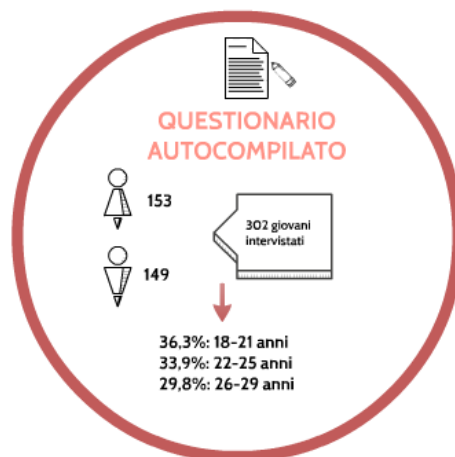 QUESTIONARIO
AUTOCOMPILATO
153
302 giovani
intervistati
149
36,3%: 18-21 anni
33,9%: 22-25 anni
29,8%: 26-29 anni